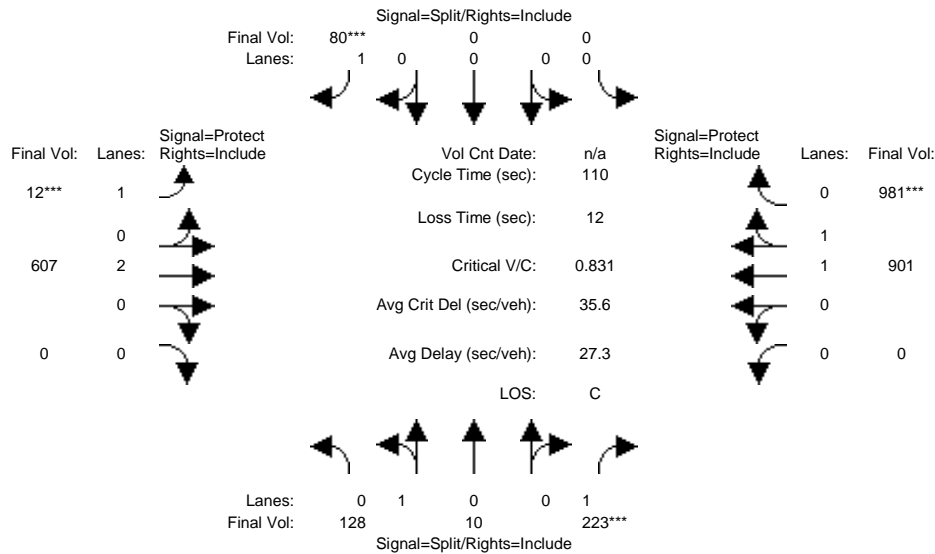 Signal=Split/Rights=Include
Final Vol: 80*** 0 0
Lanes: 1 0 0 0 0
Signal=Protect Signal=Protect
Final Vol: Lanes: Rights=Include Vol Cnt Date: n/a Rights=Include Lanes: Final Vol:
Cycle Time (sec): 110
12*** 1 0 981***
Loss Time (sec): 12
0 1
607 2 Critical V/C: 0.831 1 901
0 Avg Crit Del (sec/veh): 35.6 0
0 0 Avg Delay (sec/veh): 27.3 0 0
LOS: C
Lanes: 0 1 0 0 1
Final Vol: 128 10 223***
Signal=Split/Rights=Include